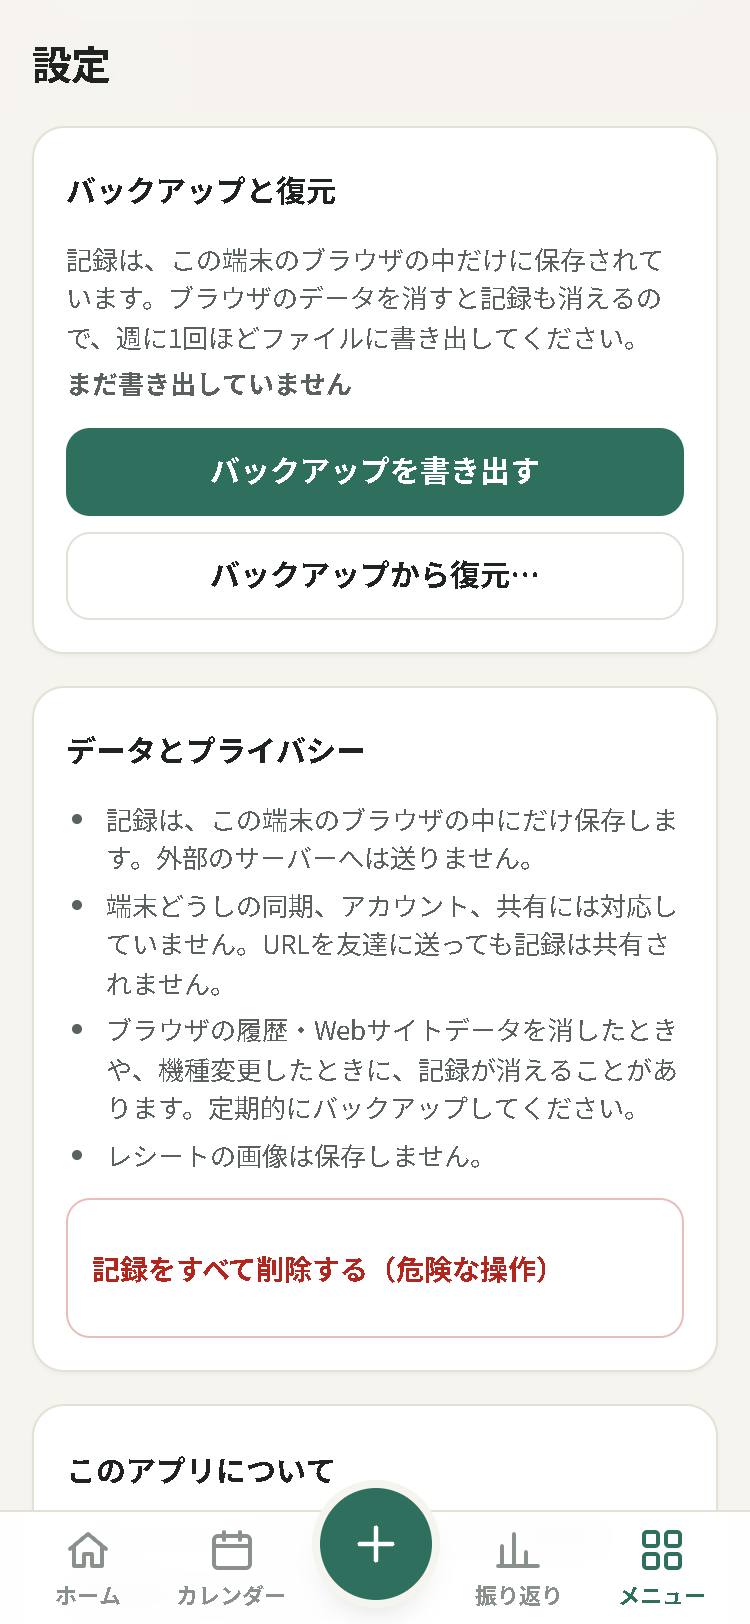 設定
バックアップと復元
記録は、この端末のブラウザの中だけに保存されて
います。ブラウザのデータを消すと記録も消えるの
で、週に1回ほどファイルに書き出してください。
まだ書き出していません
バックアップを書き出す
バックアップから復元…
データとプライバシー
• 記録は、この端末のブラウザの中にだけ保存しま
す。外部のサーバーへは送りません。
• 端末どうしの同期、アカウント、共有には対応し
ていません。URLを友達に送っても記録は共有さ
れません。
• ブラウザの履歴・Webサイトデータを消したとき
や、機種変更したときに、記録が消えることがあ
ります。定期的にバックアップしてください。
• レシートの画像は保存しません。
記録をすべて削除する（危険な操作）
このアプリについて
ホーム
カレンダー
振り返り
メニュー